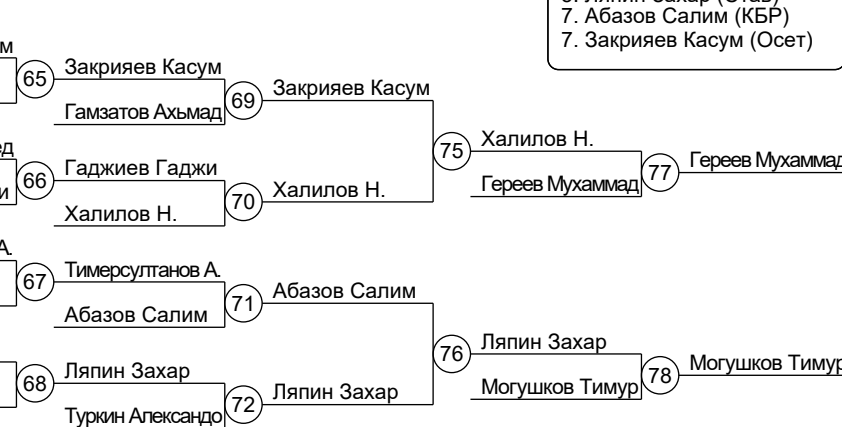 7. Абазов Салим (КБР)
7. Закрияев Касум (Осет)
65
Закрияев Касум
Гамзатов Ахьмад
69
Закрияев Касум
66
Гаджиев Гаджи
Халилов Н.
70
Халилов Н.
75
Халилов Н.
Гереев Мухаммад
77
Гереев Мухаммад
67
Тимерсултанов А.
Абазов Салим
71
Абазов Салим
68
Ляпин Захар
Туркин Александо
72
Ляпин Захар
76
Ляпин Захар
Могушков Тимур
78
Могушков Тимур